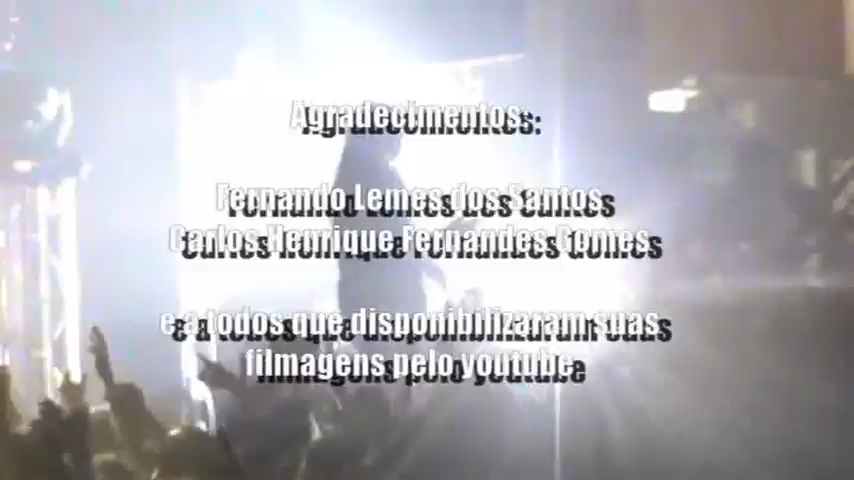 Agradecimentos:
Fernando Lemes dos Santos
Carlos Henrique Fernandes Gomes
e a todos que disponibilizaram suas
filmagens pelo youtube